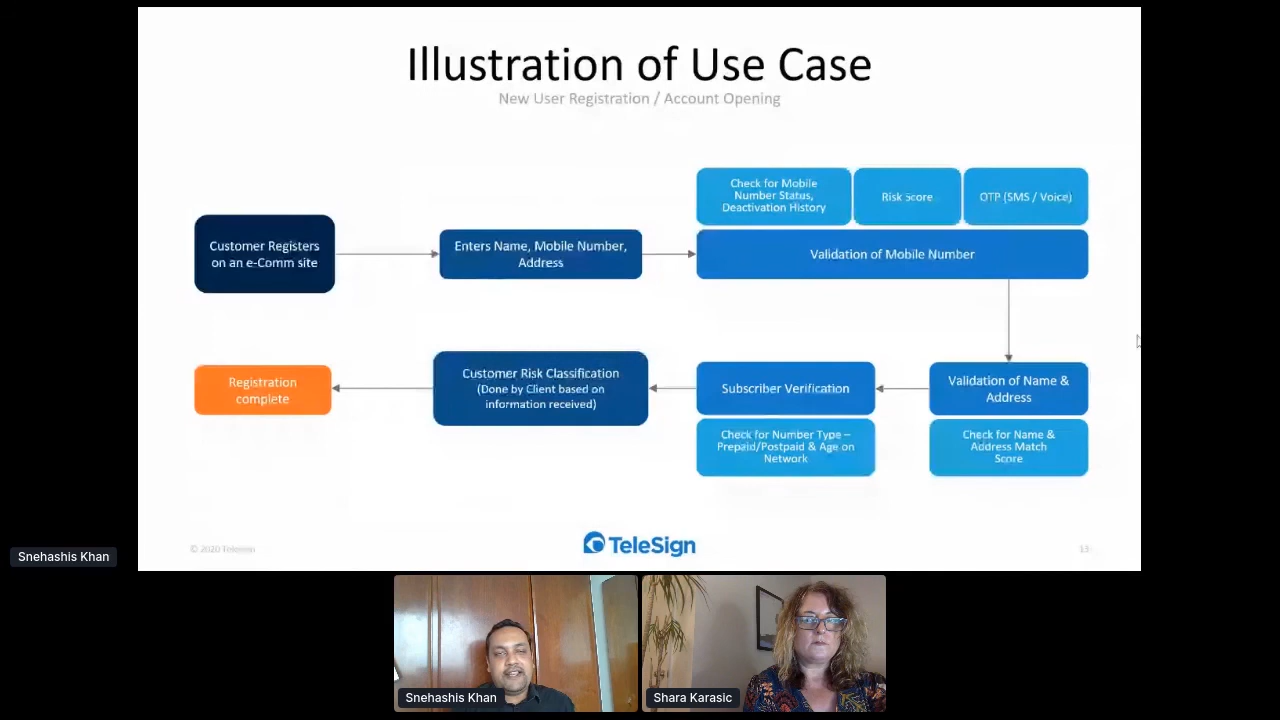 Illustration of Use Case
New User Registration / Account Opening
Check for Mobile
Number Status,
Deactivation History
Risk Score
OTP (SMS / Voice)
Customer Registers
on an e-Comm site
Enters Name, Mobile Number,
Address
Validation of Mobile Number
Registration
complete
Customer Risk Classification
(Done by Client based on
information received)
Subscriber Verification
Validation of Name &
Address
Check for Number Type –
Prepaid/Postpaid & Age on
Network
Check for Name &
Address Match
Score
© 2020 TeleSign
TeleSign
13
Snehashis Khan
Snehashis Khan
Shara Karasic